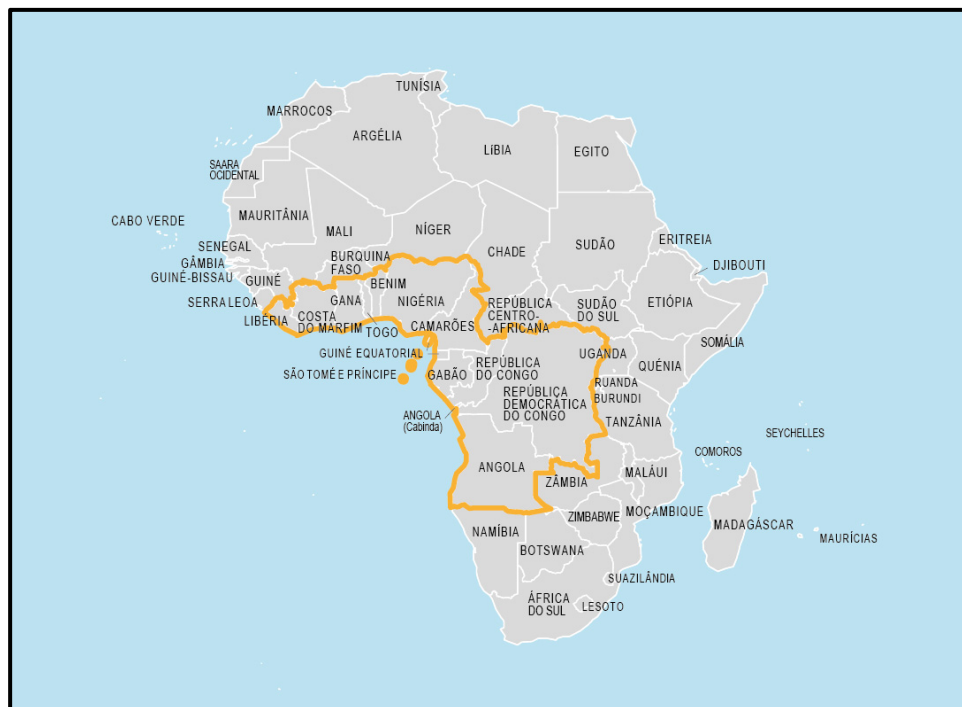 TUNÍSIA
MARROCOS
ARGÉLIA
LÍBIA
EGITO
SAARA
OCIDENTAL
MAURITÂNIA
CABO VERDE
MALI
NÍGER
CHADE
SUDÃO
ERITREIA
SENEGAL
GÂMBIA
GUINÉ-BISSAU
GUINÉ
BURQUINA
FASO
BENIM
DJIBOUTI
SERRA LEOA
LIBÉRIA
COSTA
DO MARFIM
GANA
TOGO
NIGÉRIA
CAMARÕES
REPÚBLICA
CENTRO-
-AFRICANA
SUDÃO
DO SUL
ETIÓPIA
SOMÁLIA
GUINÉ EQUATORIAL
SÃO TOMÉ E PRÍNCIPE
GABÃO
REPÚBLICA
DO CONGO
REPÚBLICA
DEMOCRÁTICA
DO CONGO
UGANDA
QUÉNIA
RUANDA
BURUNDI
TANZÂNIA
ANGOLA
(Cabinda)
SEYCHELLES
COMOROS
ANGOLA
ZÂMBIA
MALÁUI
MOÇAMBIQUE
ZIMBABWE
MADAGÁSCAR
MAURÍCIAS
NAMÍBIA
BOTSWANA
SUAZILÂNDIA
ÁFRICA
DO SUL
LESOTO